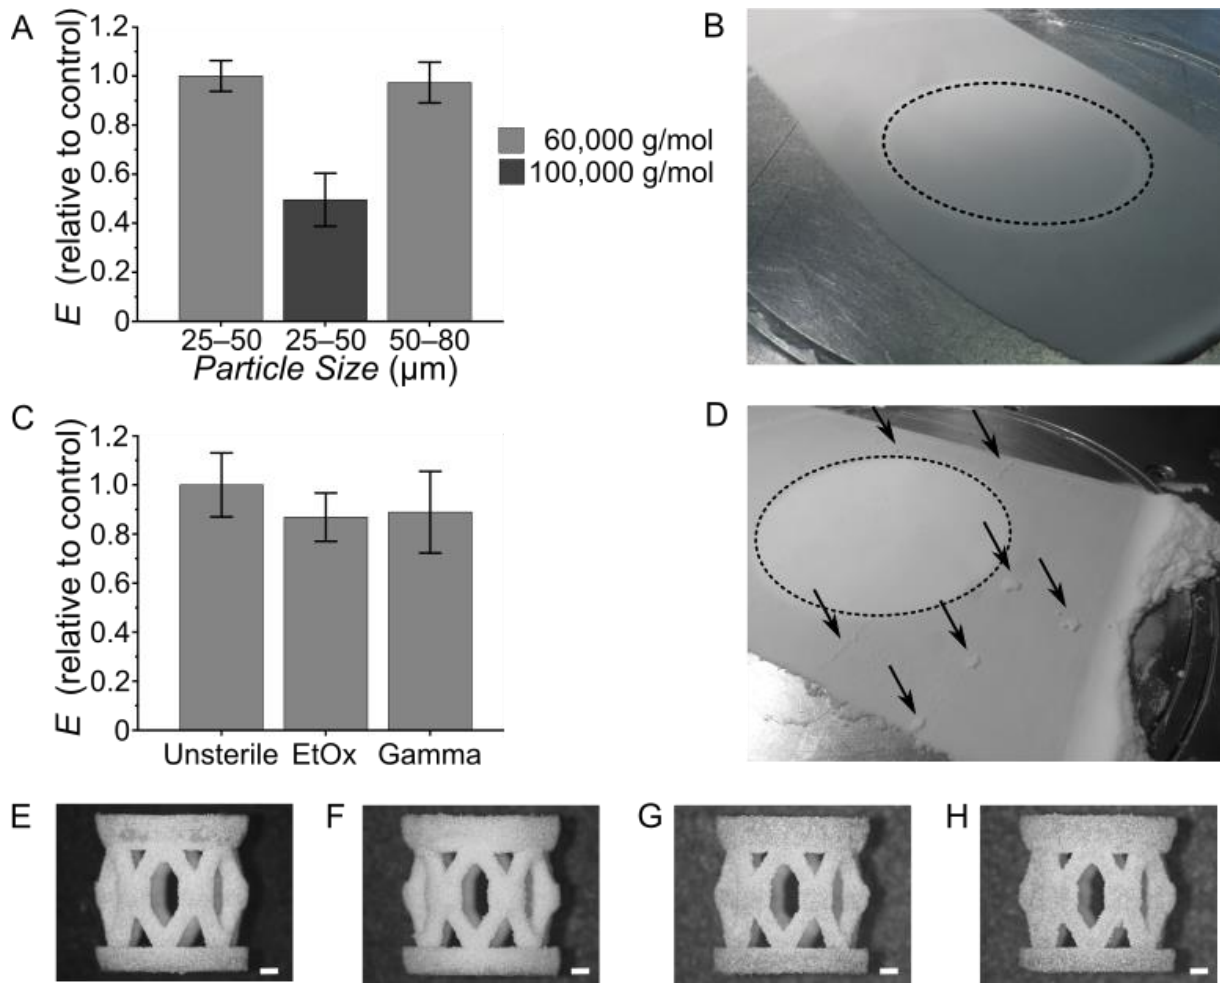 A
E (relative to control)
1.2
1.0
0.8
0.6
0.4
0.2
0
25–50
25–50
50–80
Particle Size (µm)
60,000 g/mol
100,000 g/mol
B
C
E (relative to control)
1.2
1.0
0.8
0.6
0.4
0.2
0
Unsterile
EtOx
Gamma
D
E
F
G
H